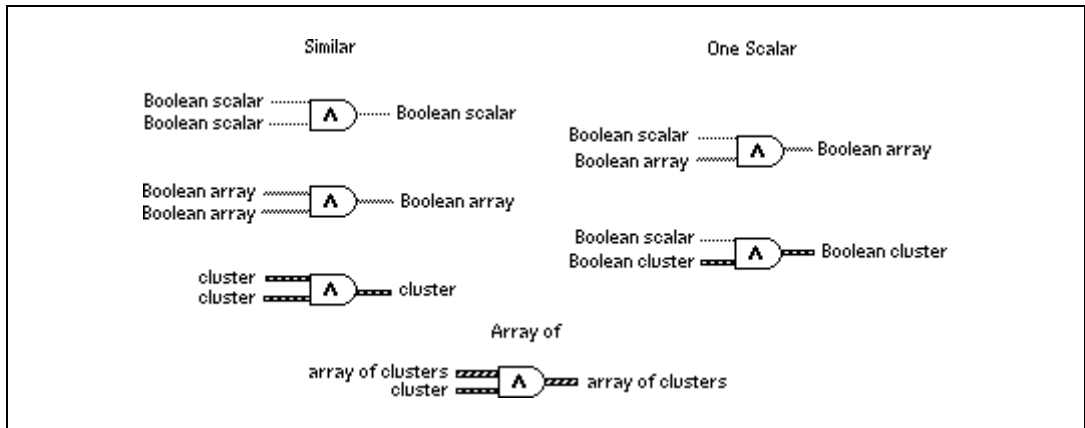 Similar
Boolean scalar
Boolean scalar
∧
Boolean scalar
Boolean array
Boolean array
∧
Boolean array
cluster
cluster
∧
cluster
One Scalar
Boolean scalar
Boolean array
∧
Boolean array
Boolean scalar
Boolean cluster
∧
Boolean cluster
Array of
array of clusters
cluster
∧
array of clusters